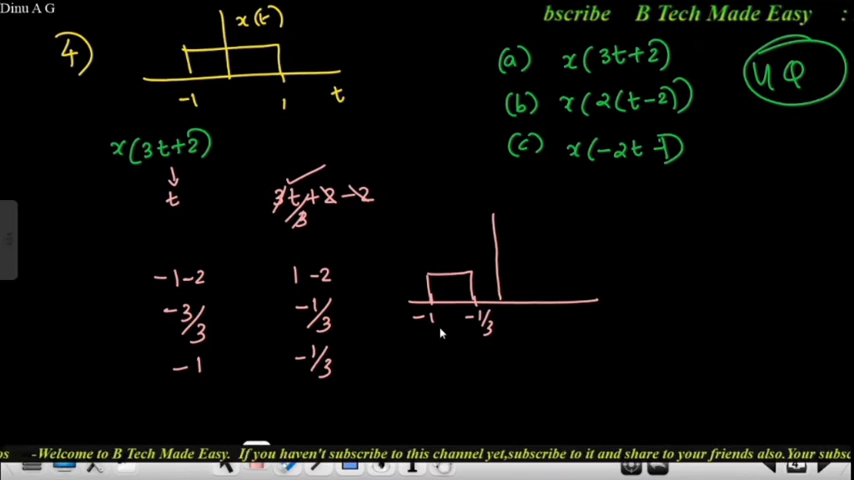 Dinu A G
bscribe B Tech Made Easy :
4)
x(t)
-1 1 t
(a) x(3t+2)
(b) x(2(t-2))
(c) x(-2t-1)
UQ
x(3t+2)
↓
t
3t+2-2
3
-1-2 1-2
-3/3 -1/3
-1 -1/3
-1 -1/3
os -Welcome to B Tech Made Easy. If you haven't subscribe to this channel yet,subscribe to it and share to your friends also.Your subsc